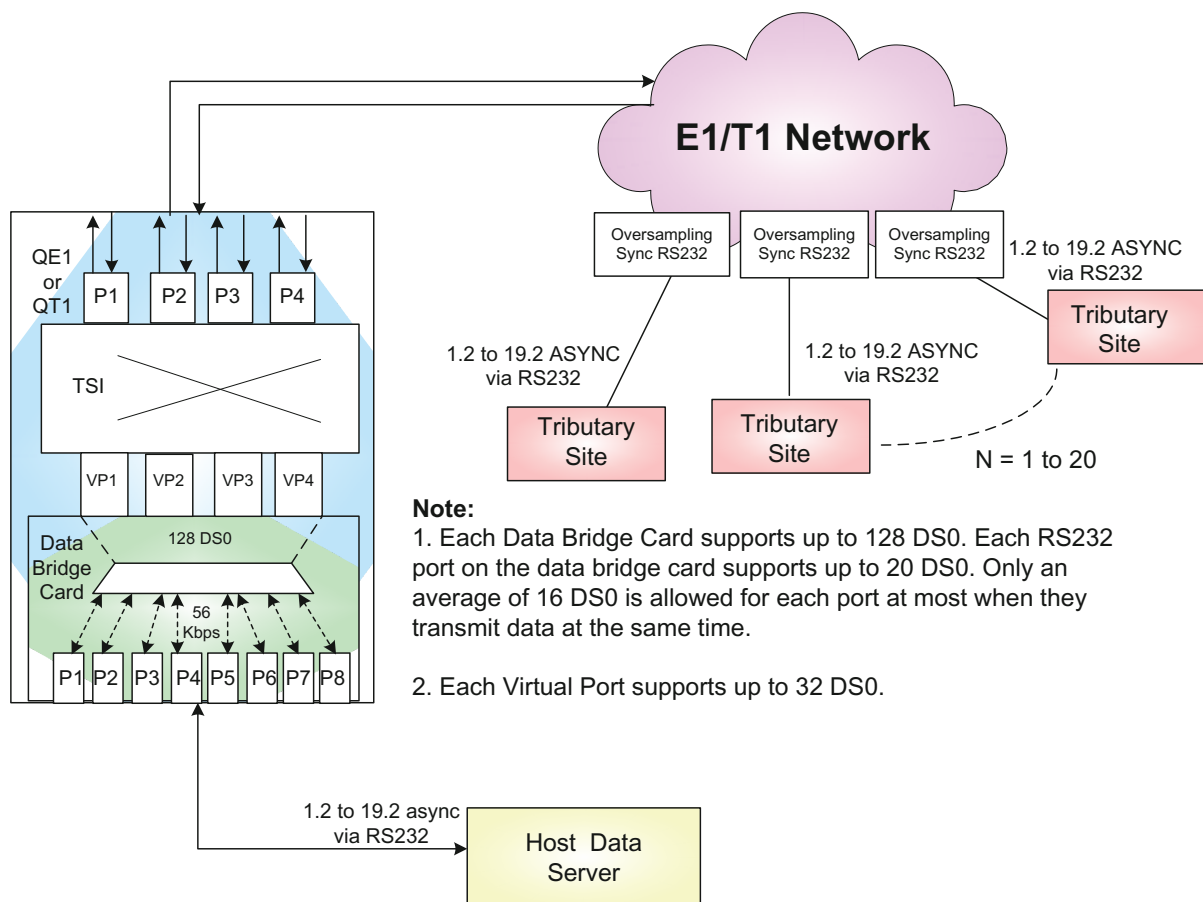 E1/T1 Network
Oversampling
Sync RS232
Oversampling
Sync RS232
Oversampling
Sync RS232
1.2 to 19.2 ASYNC
via RS232
Tributary
Site
1.2 to 19.2 ASYNC
via RS232
Tributary
Site
1.2 to 19.2 ASYNC
via RS232
Tributary
Site
N = 1 to 20
QE1
or
QT1
P1
P2
P3
P4
TSI
VP1
VP2
VP3
VP4
128 DS0
Data
Bridge
Card
56
Kbps
P1
P2
P3
P4
P5
P6
P7
P8
Note:
1. Each Data Bridge Card supports up to 128 DS0. Each RS232
port on the data bridge card supports up to 20 DS0. Only an
average of 16 DS0 is allowed for each port at most when they
transmit data at the same time.
2. Each Virtual Port supports up to 32 DS0.
1.2 to 19.2 async
via RS232
Host Data
Server